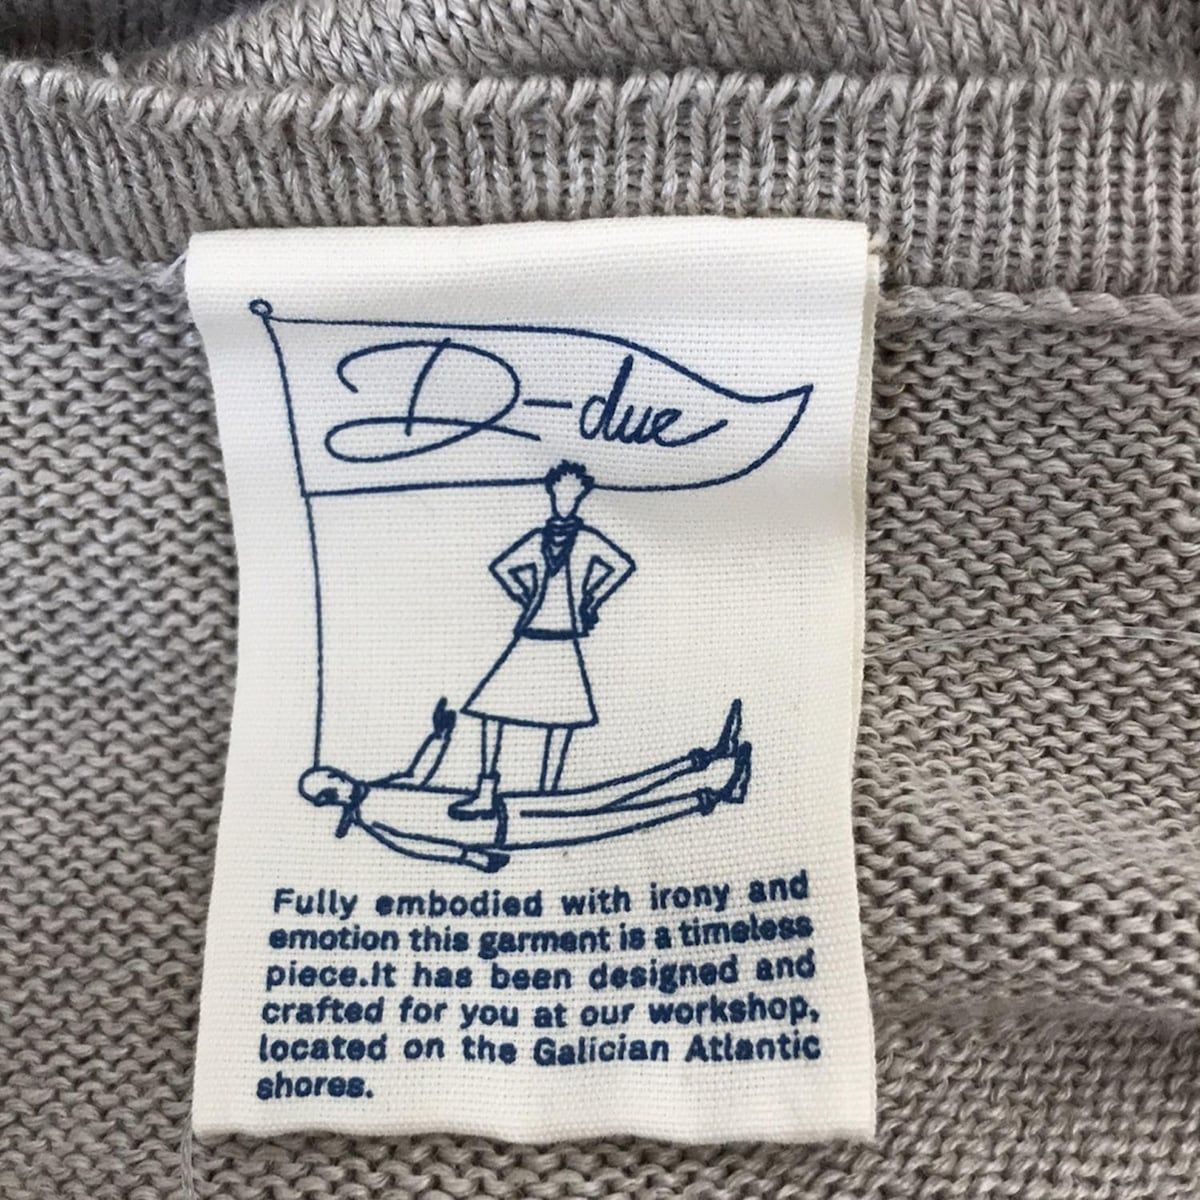 D-due
Fully embodied with irony and
emotion this garment is a timeless
piece.It has been designed and
crafted for you at our workshop,
located on the Galician Atlantic
shores.